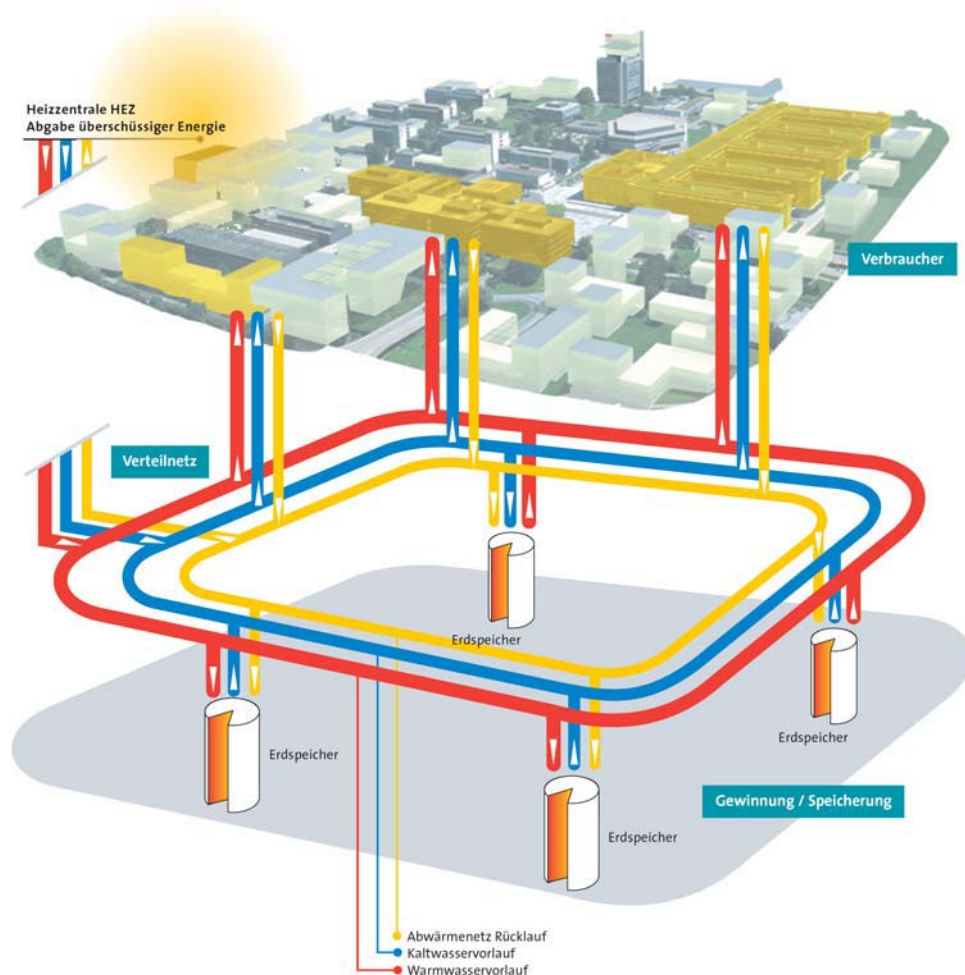 Heizzentrale HEZ
Abgabe überschüssiger Energie
Verbraucher
Verteilnetz
Erdspeicher
Erdspeicher
Erdspeicher
Gewinnung / Speicherung
Erdspeicher
Abwärmenetz Rücklauf
Kaltwasservorlauf
Warmwasservorlauf